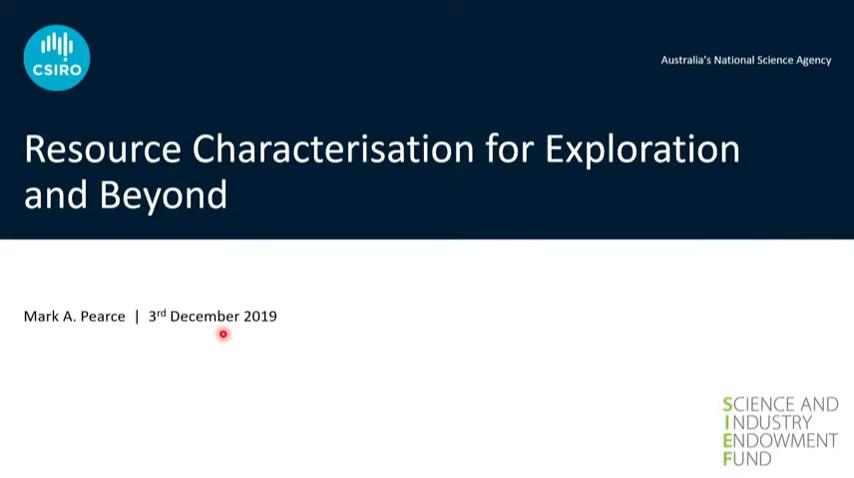 CSIRO
Australia's National Science Agency
Resource Characterisation for Exploration
and Beyond
Mark A. Pearce | 3rd December 2019
SCIENCE AND
INDUSTRY
ENDOWMENT
FUND